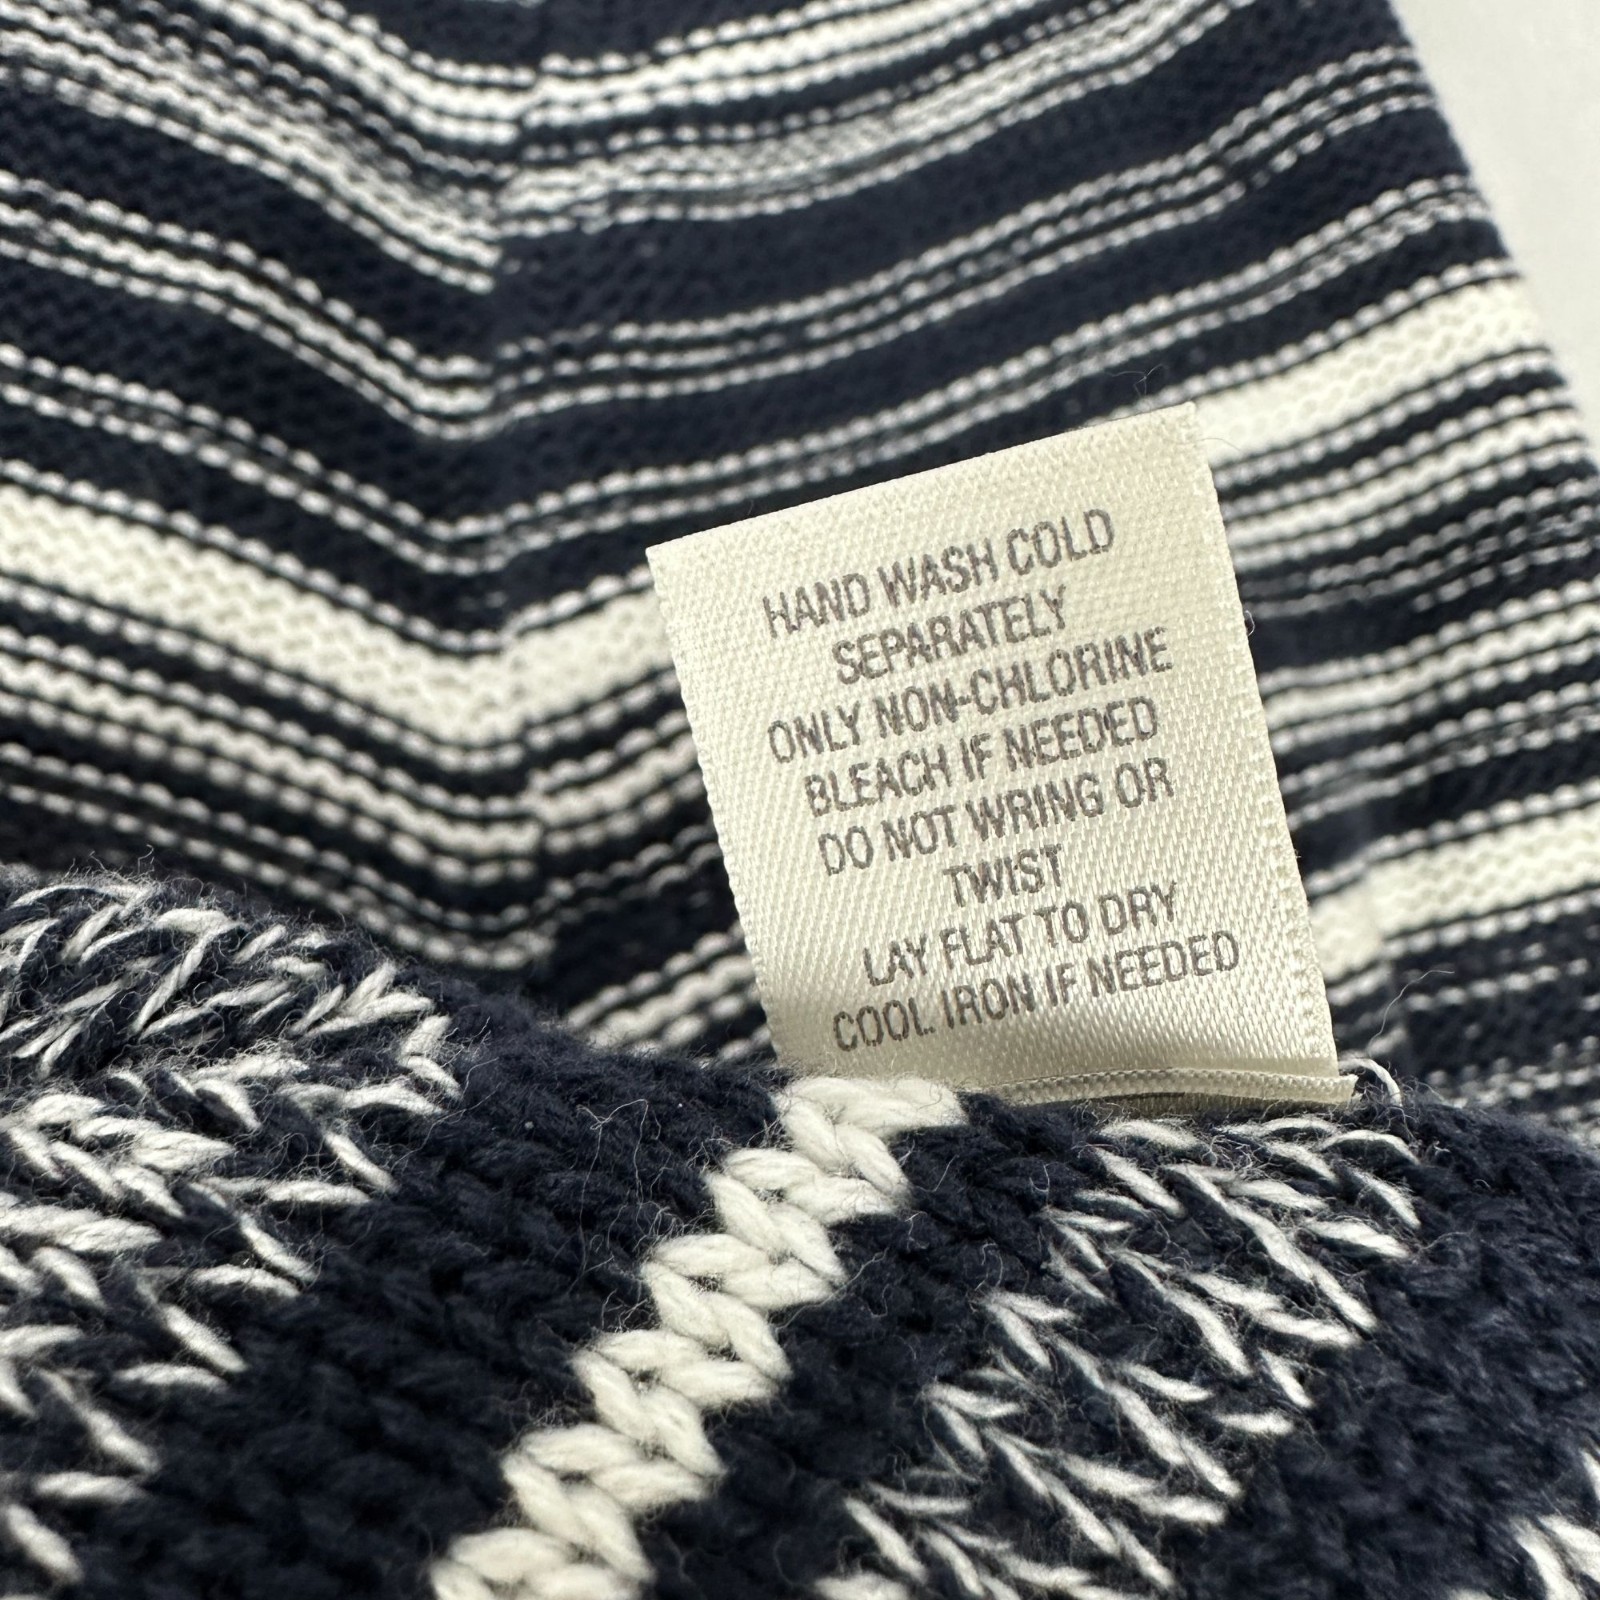 HAND WASH COLD
SEPARATELY
ONLY NON-CHLORINE
BLEACH IF NEEDED
DO NOT WRING OR
TWIST
LAY FLAT TO DRY
COOL IRON IF NEEDED